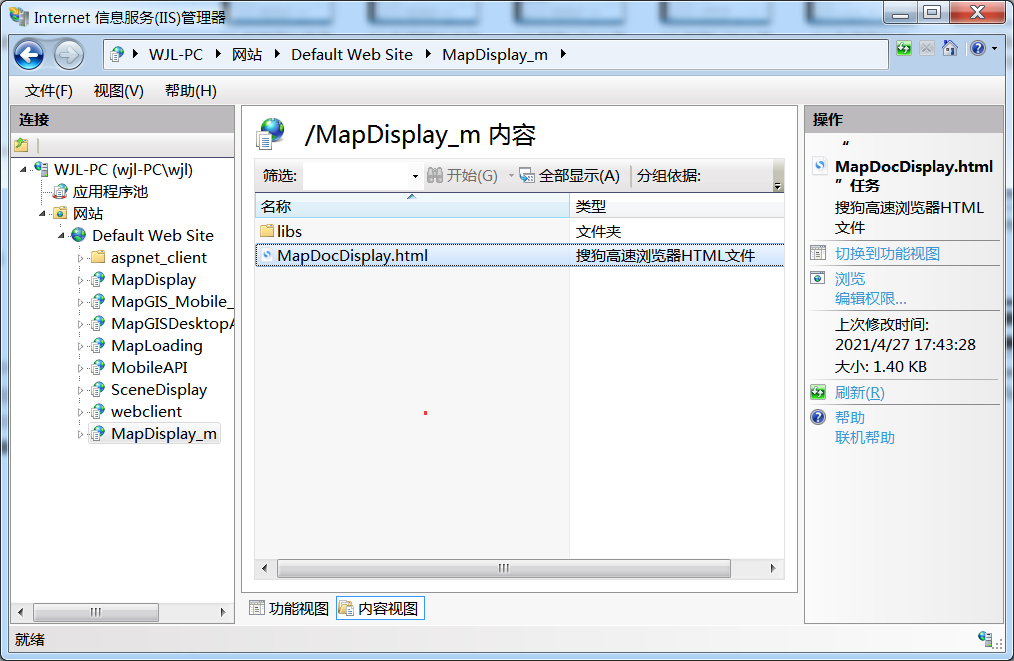 Internet 信息服务(IIS)管理器
WJL-PC
网站
Default Web Site
MapDisplay_m
文件(F)
视图(V)
帮助(H)
连接
WJL-PC (wjl-PC\wjl)
应用程序池
网站
Default Web Site
aspnet_client
MapDisplay
MapGIS_Mobile_
MapGISDesktopA
MapLoading
MobileAPI
SceneDisplay
webclient
MapDisplay_m
/MapDisplay_m 内容
筛选:
开始(G)
全部显示(A)
分组依据:
名称
类型
libs
文件夹
MapDocDisplay.html
搜狗高速浏览器HTML文件
功能视图
内容视图
操作
“
MapDocDisplay.html
”任务
搜狗高速浏览器HTML
文件
切换到功能视图
浏览
编辑权限...
上次修改时间:
2021/4/27 17:43:28
大小: 1.40 KB
刷新(R)
帮助
联机帮助
就绪